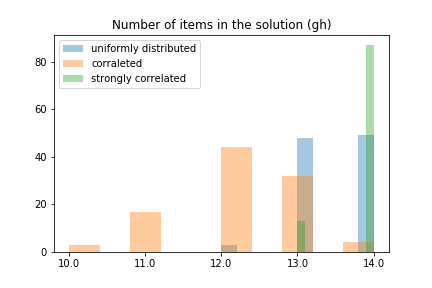 Number of items in the solution (gh)
uniformly distributed
corraleted
strongly correlated
80
60
40
20
0
10.0 11.0 12.0 13.0 14.0